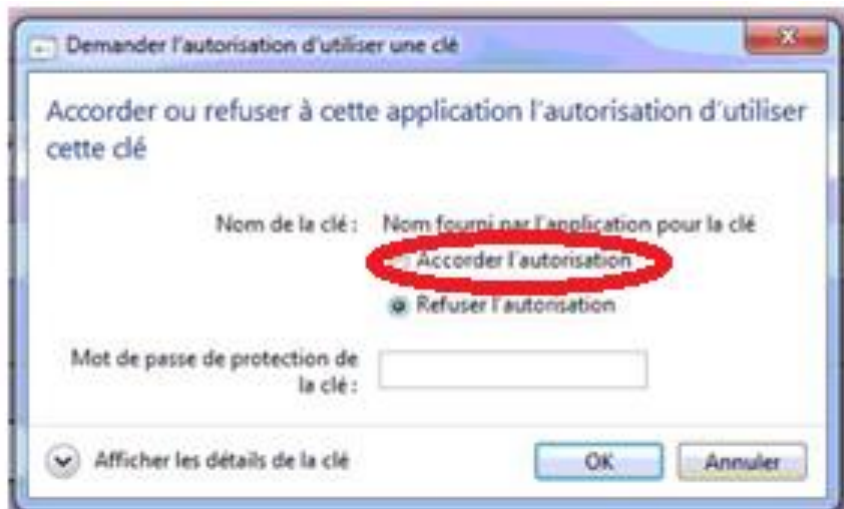 Demander l'autorisation d'utiliser une clé
Accorder ou refuser à cette application l'autorisation d'utiliser
cette clé
Nom de la clé : Nom fourni par l'application pour la clé
Accorder l'autorisation
Refuser l'autorisation
Mot de passe de protection de
la clé :
Afficher les détails de la clé
OK Annuler